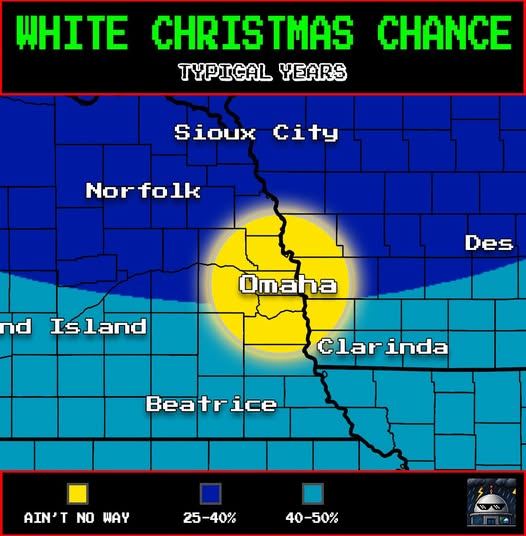 WHITE CHRISTMAS CHANCE
TYPICAL YEARS
Sioux City
Norfolk
Des
Omaha
nd Island
Clarinda
Beatrice
AIN'T NO WAY
25-40%
40-50%